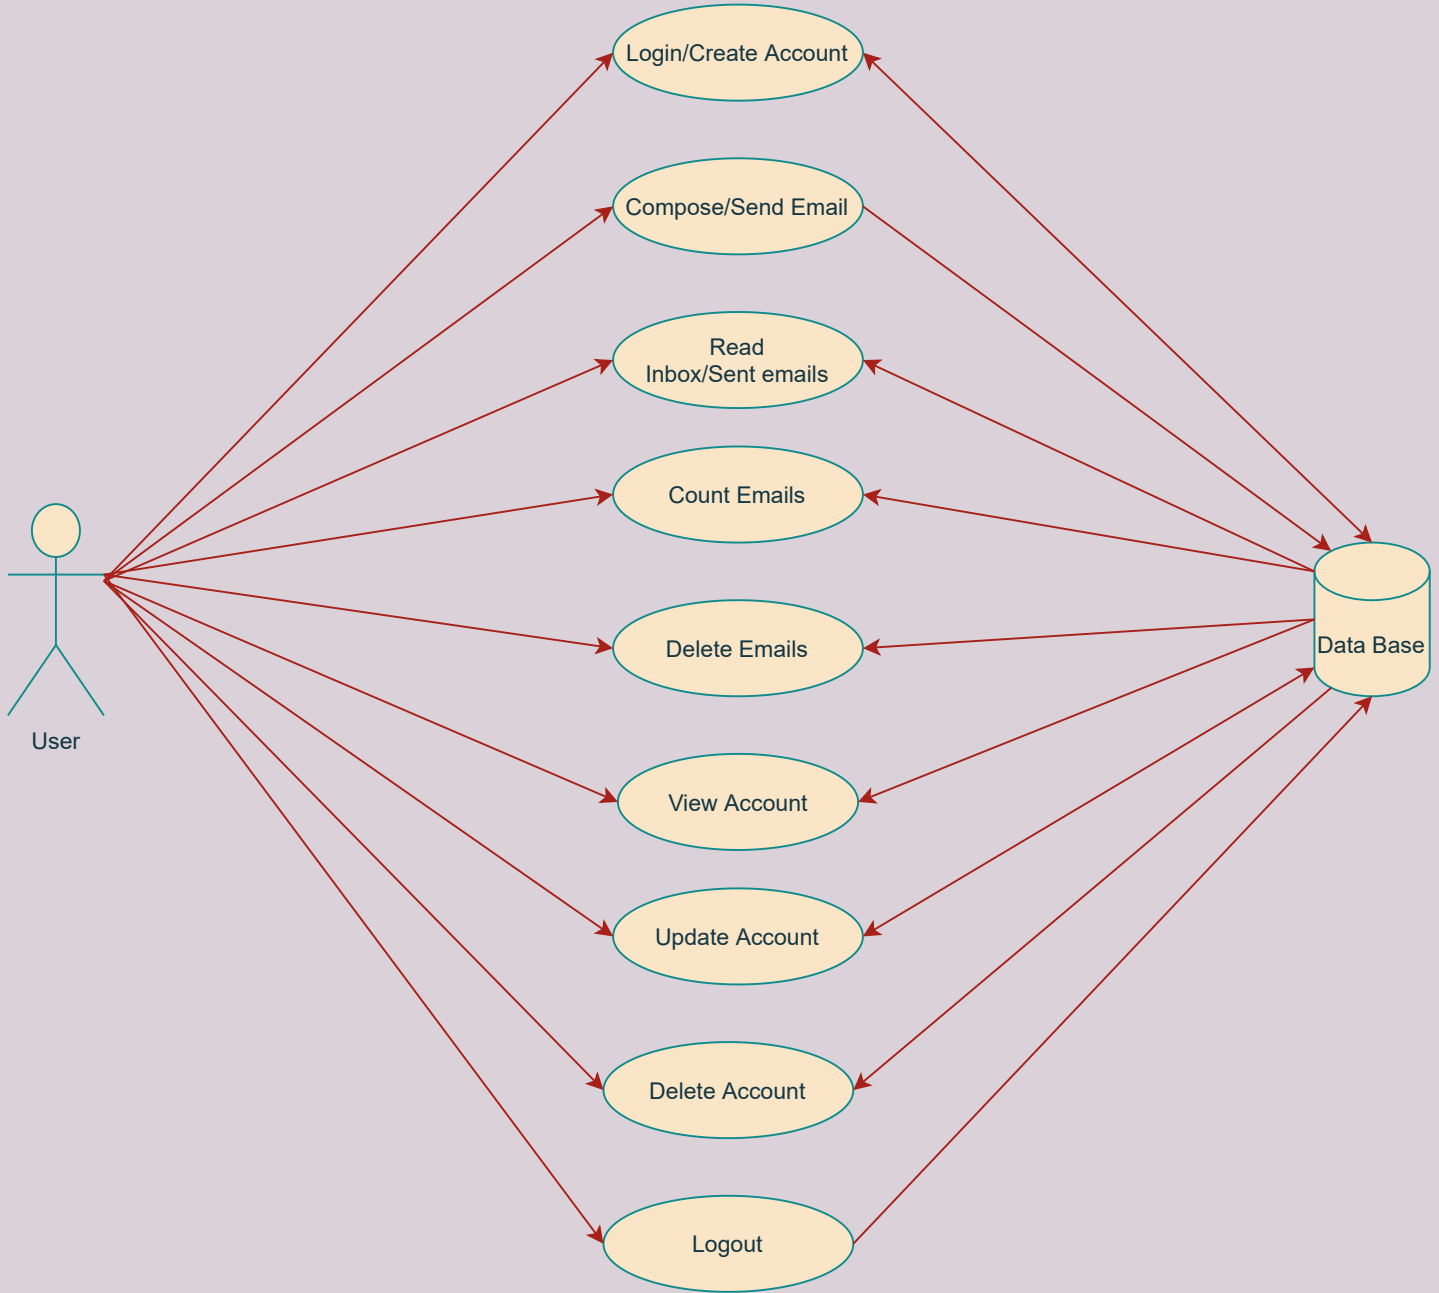 Login/Create Account
Compose/Send Email
Read
Inbox/Sent emails
Count Emails
Delete Emails
Data Base
User
View Account
Update Account
Delete Account
Logout